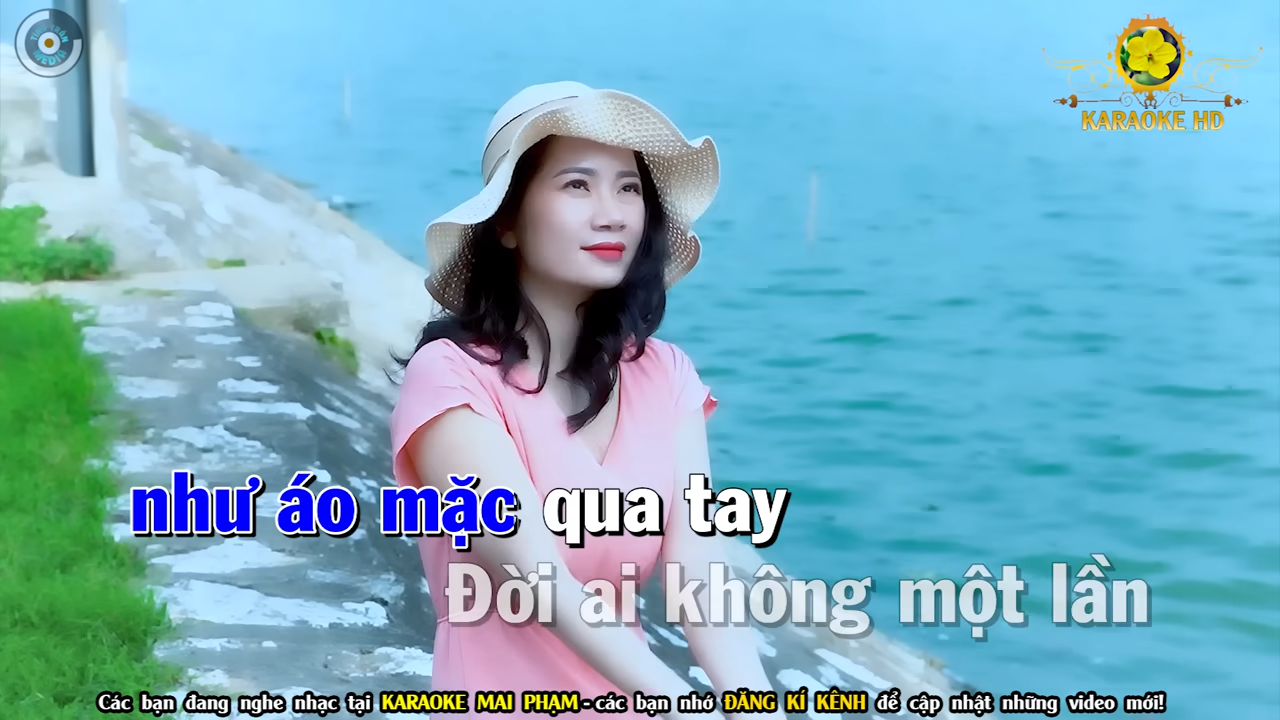 KARAOKE HD
như áo mặc qua tay
Đời ai không một lần
Các bạn đang nghe nhạc tại KARAOKE MAI PHẠM - các bạn nhớ ĐĂNG KÍ KÊNH để cập nhật những video mới!